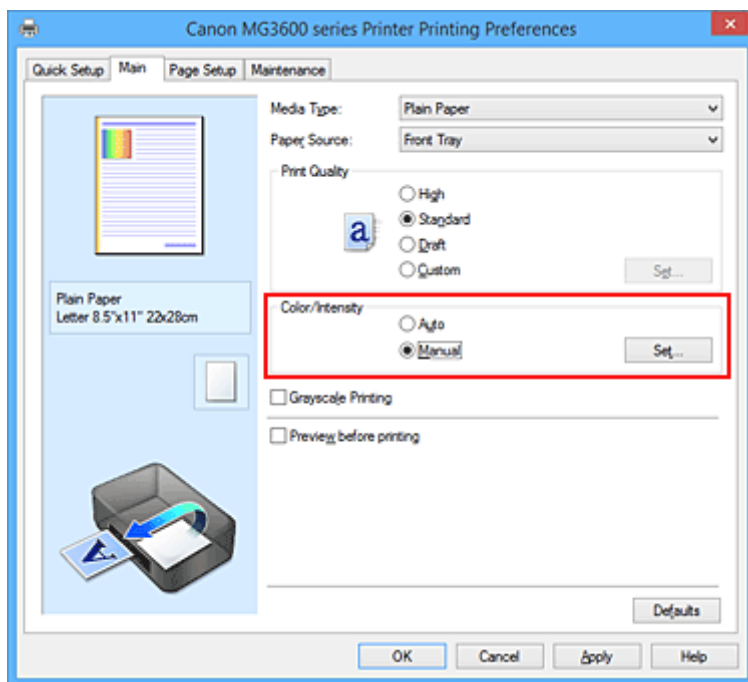 Canon MG3600 series Printer Printing Preferences
Quick Setup Main Page Setup Maintenance
Media Type: Plain Paper
Paper Source: Front Tray
Print Quality
High
a Standard
Draft
Custom Set...
Plain Paper
Letter 8.5"x11" 22x28cm
Color/Intensity
Auto
Manual Set...
Grayscale Printing
Preview before printing
A
Defaults
OK Cancel Apply Help